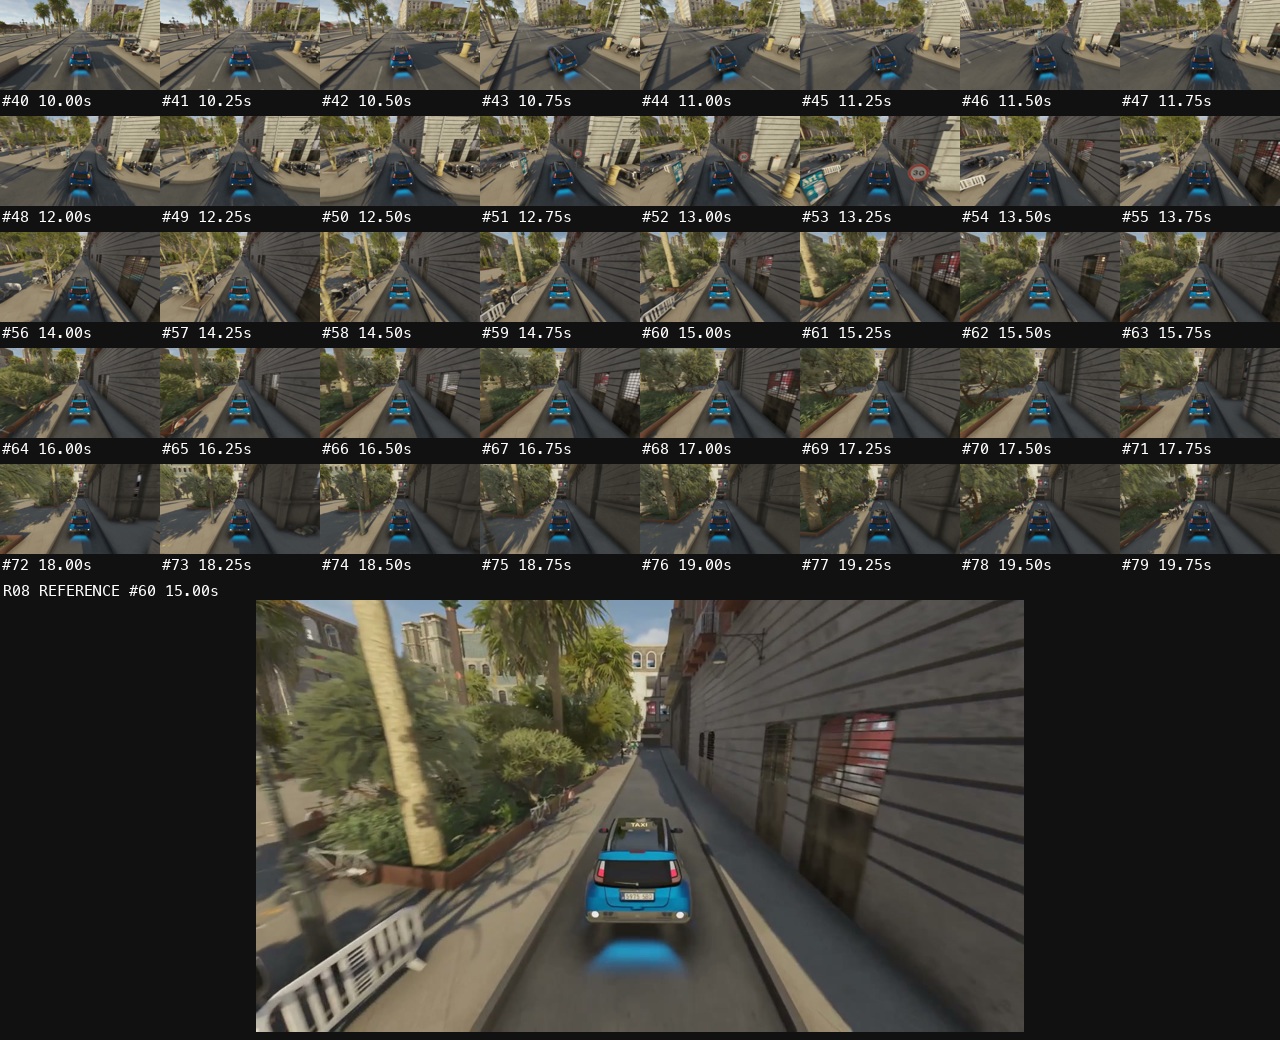 #40 10.00s #41 10.25s #42 10.50s #43 10.75s #44 11.00s #45 11.25s #46 11.50s #47 11.75s
30
Art
#48 12.00s #49 12.25s #50 12.50s #51 12.75s #52 13.00s #53 13.25s #54 13.50s #55 13.75s
#56 14.00s #57 14.25s #58 14.50s #59 14.75s #60 15.00s #61 15.25s #62 15.50s #63 15.75s
#64 16.00s #65 16.25s #66 16.50s #67 16.75s #68 17.00s #69 17.25s #70 17.50s #71 17.75s
#72 18.00s #73 18.25s #74 18.50s #75 18.75s #76 19.00s #77 19.25s #78 19.50s #79 19.75s
R08 REFERENCE #60 15.00s
TAXI